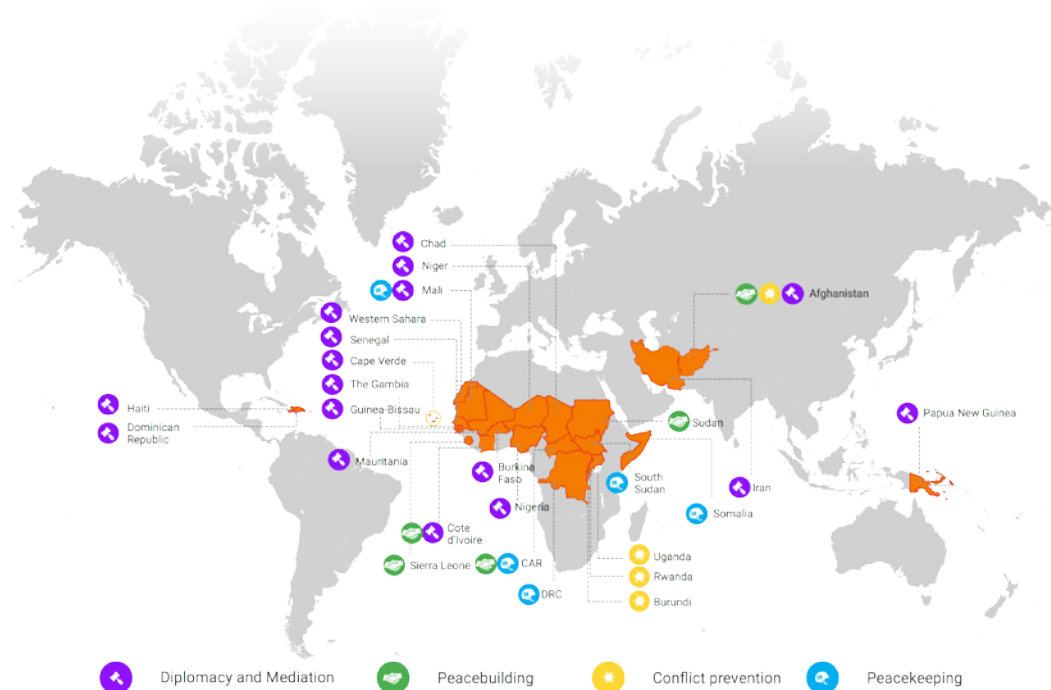 Chad
Niger
Mali
Western Sahara
Senegal
Cape Verde
The Gambia
Guinea-Bissau
Haiti
Dominican
Republic
Mauritania
Burkina
Faso
Nigeria
Cote
d'Ivoire
Sierra Leone
CAR
DRC
Afghanistan
Sudan
South
Sudan
Somalia
Iran
Papua New Guinea
Uganda
Rwanda
Burundi
Diplomacy and Mediation
Peacebuilding
Conflict prevention
Peacekeeping